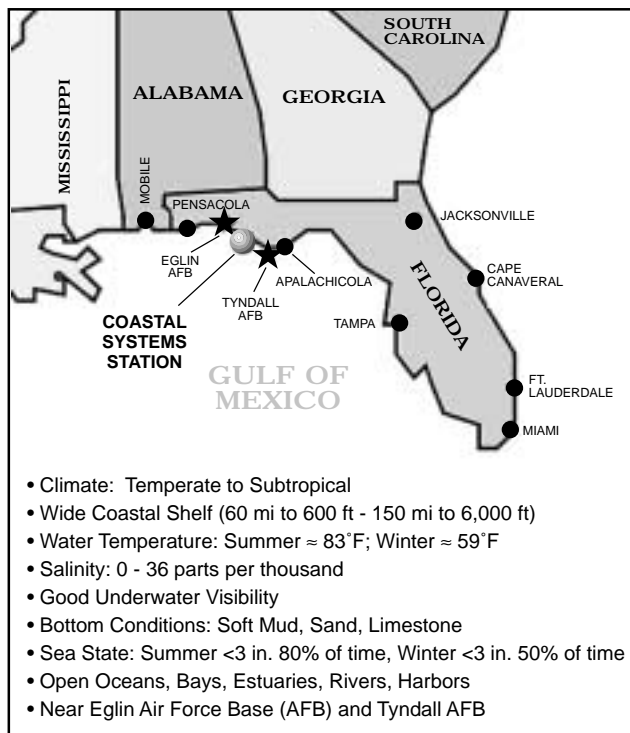 SOUTH
CAROLINA
ALABAMA
GEORGIA
MISSISSIPPI
MOBILE
PENSACOLA
JACKSONVILLE
EGLIN
AFB
APALACHICOLA
TYNDALL
AFB
CAPE
CANAVERAL
FLORIDA
COASTAL
SYSTEMS
STATION
TAMPA
GULF OF
MEXICO
FT.
LAUDERDALE
MIAMI
• Climate: Temperate to Subtropical
• Wide Coastal Shelf (60 mi to 600 ft - 150 mi to 6,000 ft)
• Water Temperature: Summer ≈ 83˚F; Winter ≈ 59˚F
• Salinity: 0 - 36 parts per thousand
• Good Underwater Visibility
• Bottom Conditions: Soft Mud, Sand, Limestone
• Sea State: Summer <3 in. 80% of time, Winter <3 in. 50% of time
• Open Oceans, Bays, Estuaries, Rivers, Harbors
• Near Eglin Air Force Base (AFB) and Tyndall AFB